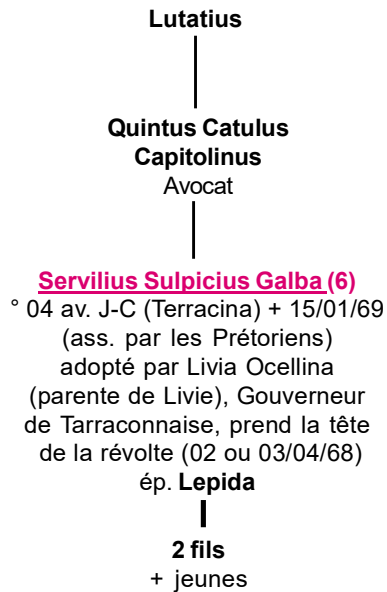 Lutatius
Quintus Catulus
Capitolinus
Avocat
Servilius Sulpicius Galba (6)
° 04 av. J-C (Terracina) + 15/01/69
(ass. par les Prétoriens)
adopté par Livia Ocellina
(parente de Livie), Gouverneur
de Tarraconnaise, prend la tête
de la révolte (02 ou 03/04/68)
ép. Lepida
2 fils
+ jeunes